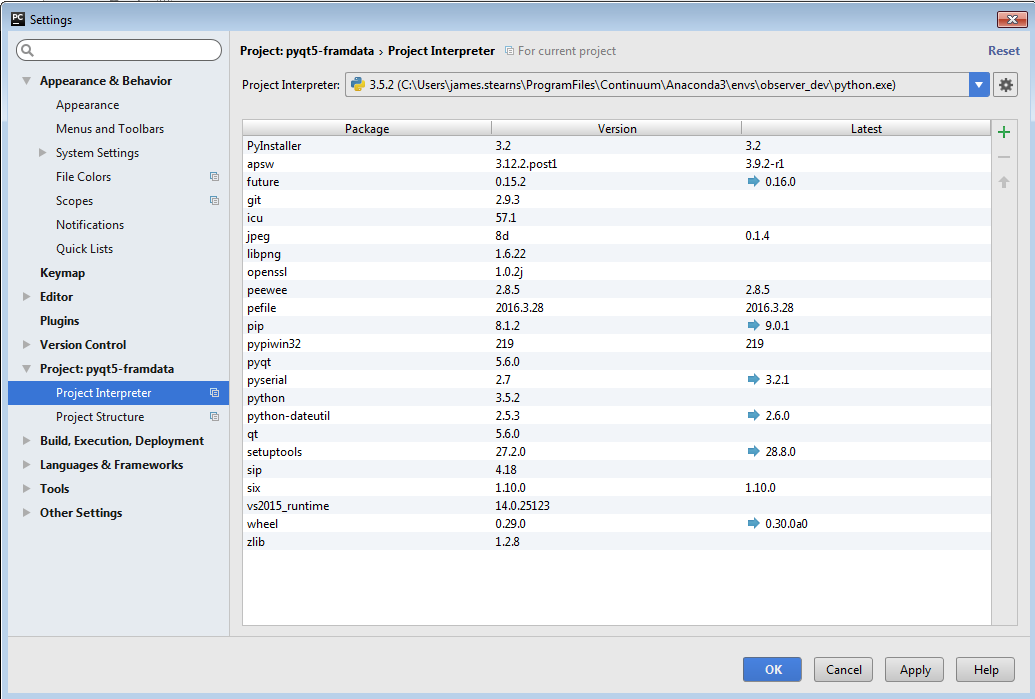 PC Settings
Project: pyqt5-framdata › Project Interpreter For current project Reset
Project Interpreter: 3.5.2 (C:\Users\james.stearns\ProgramFiles\Continuum\Anaconda3\envs\observer_dev\python.exe)
Appearance & Behavior
Appearance
Menus and Toolbars
System Settings
File Colors
Scopes
Notifications
Quick Lists
Keymap
Editor
Plugins
Version Control
Project: pyqt5-framdata
Project Interpreter
Project Structure
Build, Execution, Deployment
Languages & Frameworks
Tools
Other Settings
Package Version Latest
PyInstaller 3.2 3.2
apsw 3.12.2.post1 3.9.2-r1
future 0.15.2 0.16.0
git 2.9.3
icu 57.1
jpeg 8d 0.1.4
libpng 1.6.22
openssl 1.0.2j
peewee 2.8.5 2.8.5
pefile 2016.3.28 2016.3.28
pip 8.1.2 9.0.1
pypiwin32 219 219
pyqt 5.6.0
pyserial 2.7 3.2.1
python 3.5.2
python-dateutil 2.5.3 2.6.0
qt 5.6.0
setuptools 27.2.0 28.8.0
sip 4.18
six 1.10.0 1.10.0
vs2015_runtime 14.0.25123
wheel 0.29.0 0.30.0a0
zlib 1.2.8
OK Cancel Apply Help